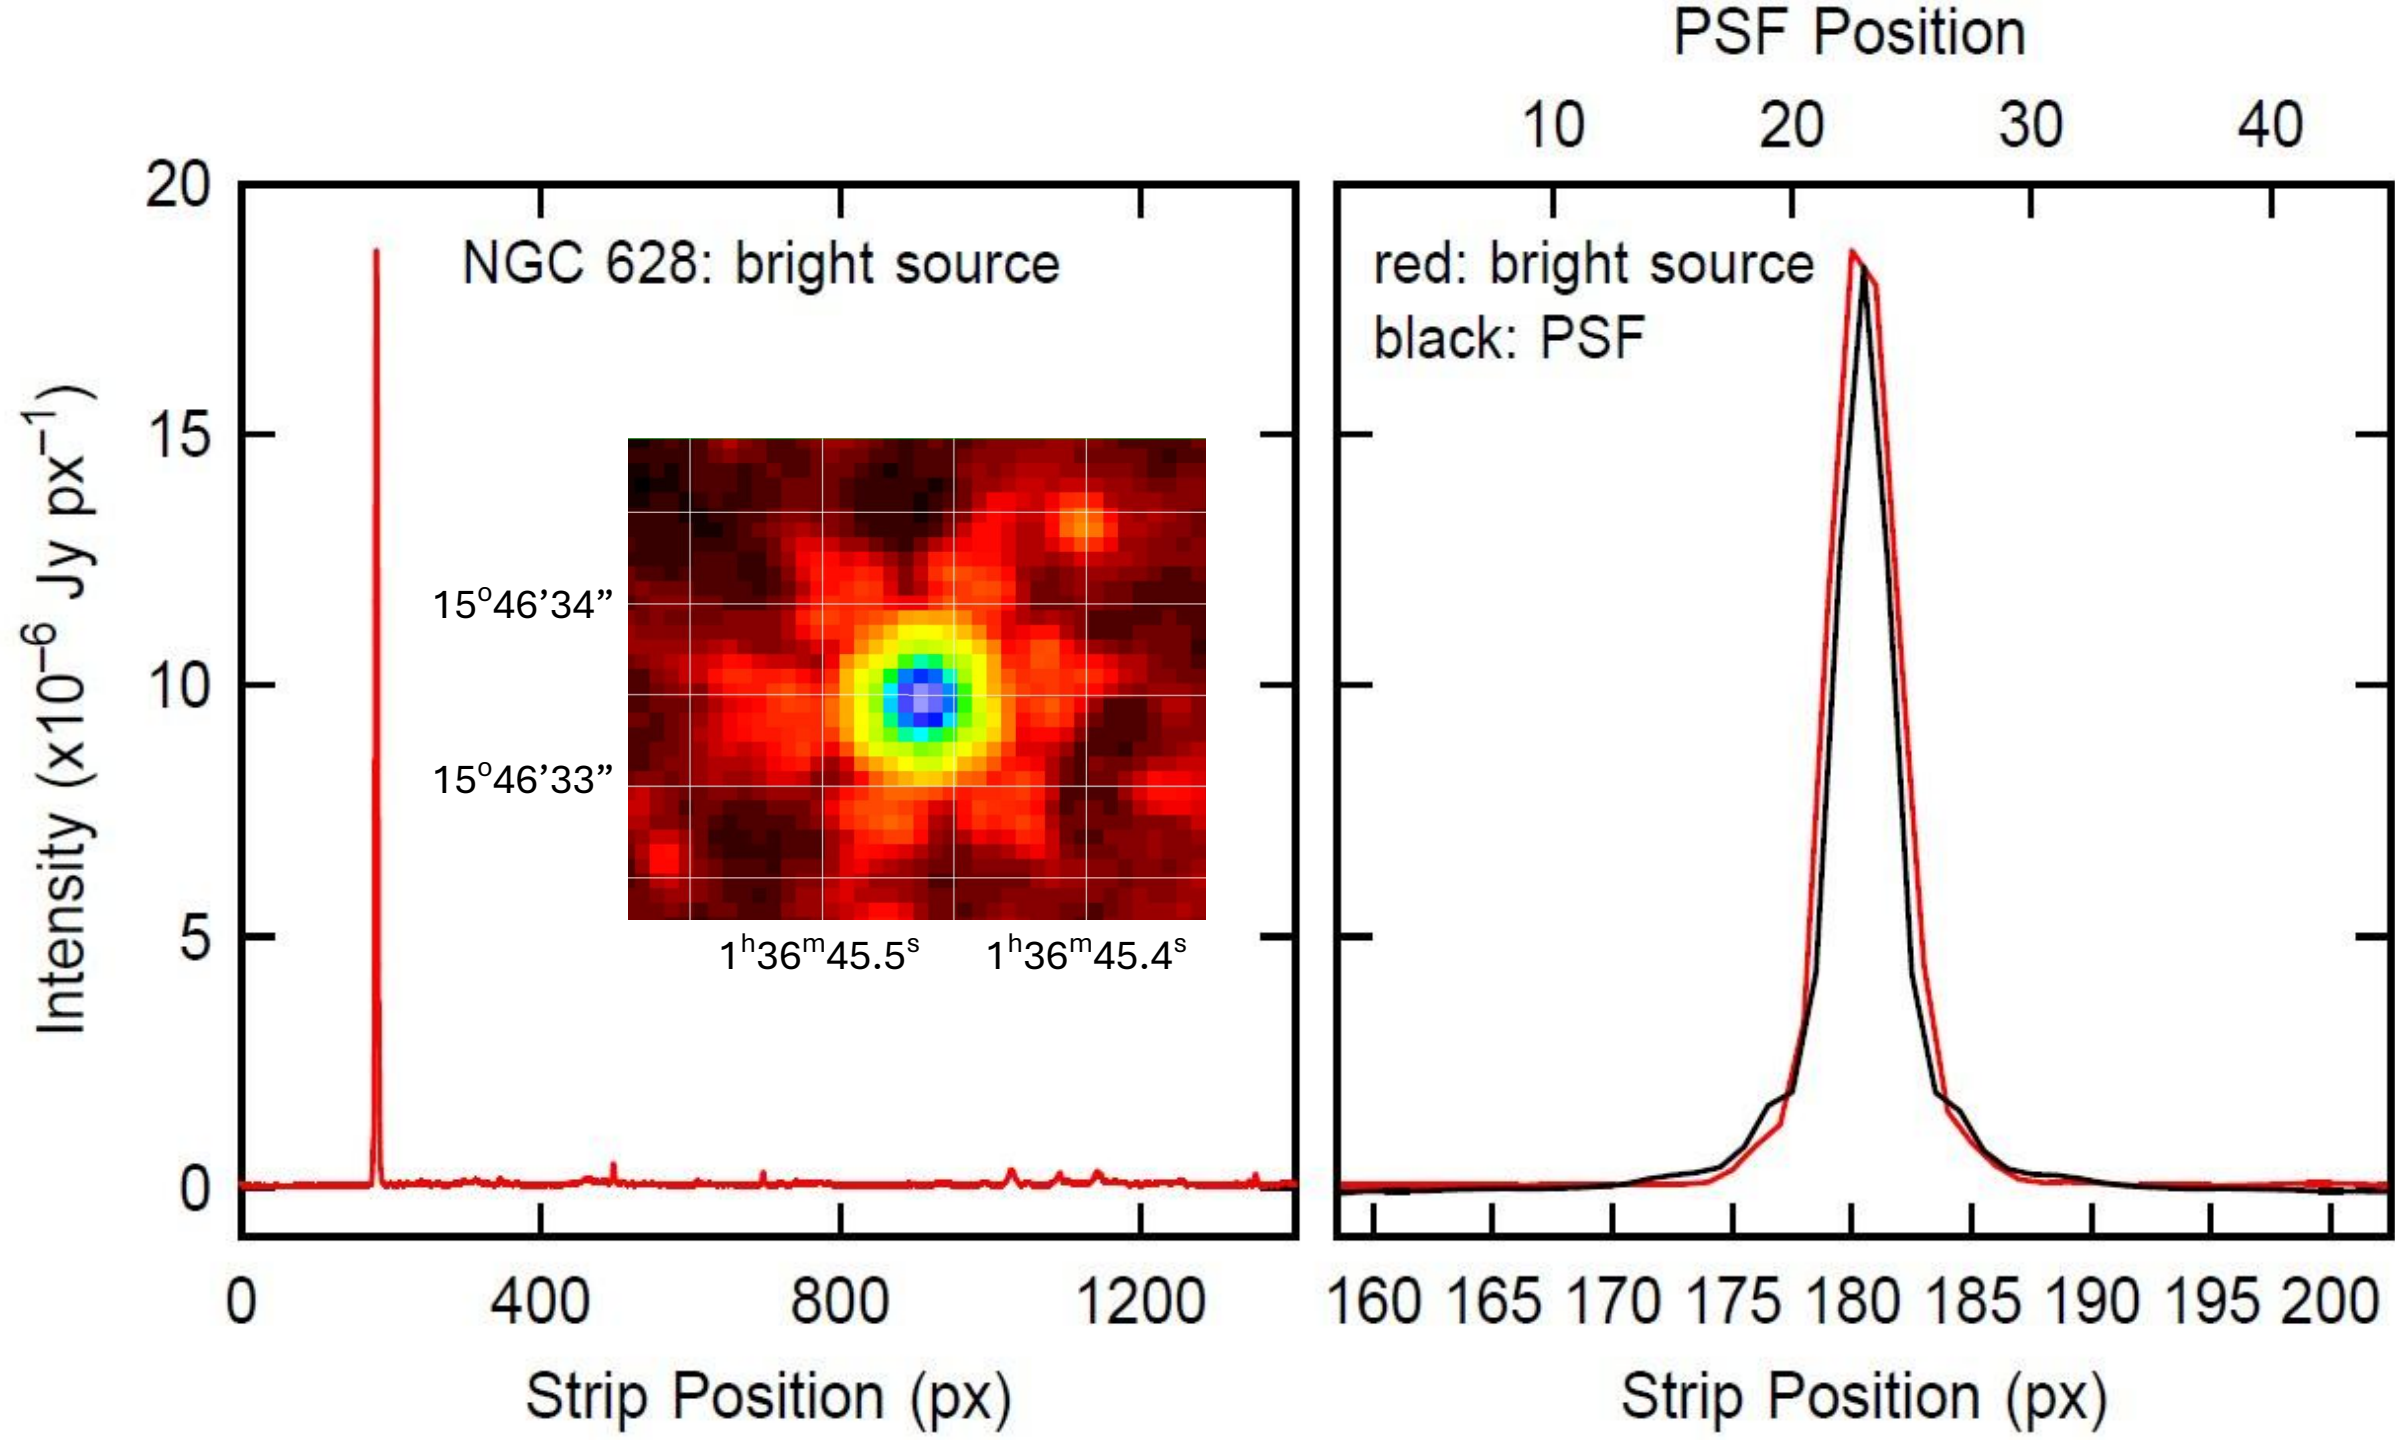 PSF Position
10 20 30 40
20
15
10
5
0
Intensity (x10⁻⁶ Jy px⁻¹)
NGC 628: bright source
15°46’34”
15°46’33”
1ʰ36ᵐ45.5ˢ 1ʰ36ᵐ45.4ˢ
0 400 800 1200
Strip Position (px)
red: bright source
black: PSF
160 165 170 175 180 185 190 195 200
Strip Position (px)